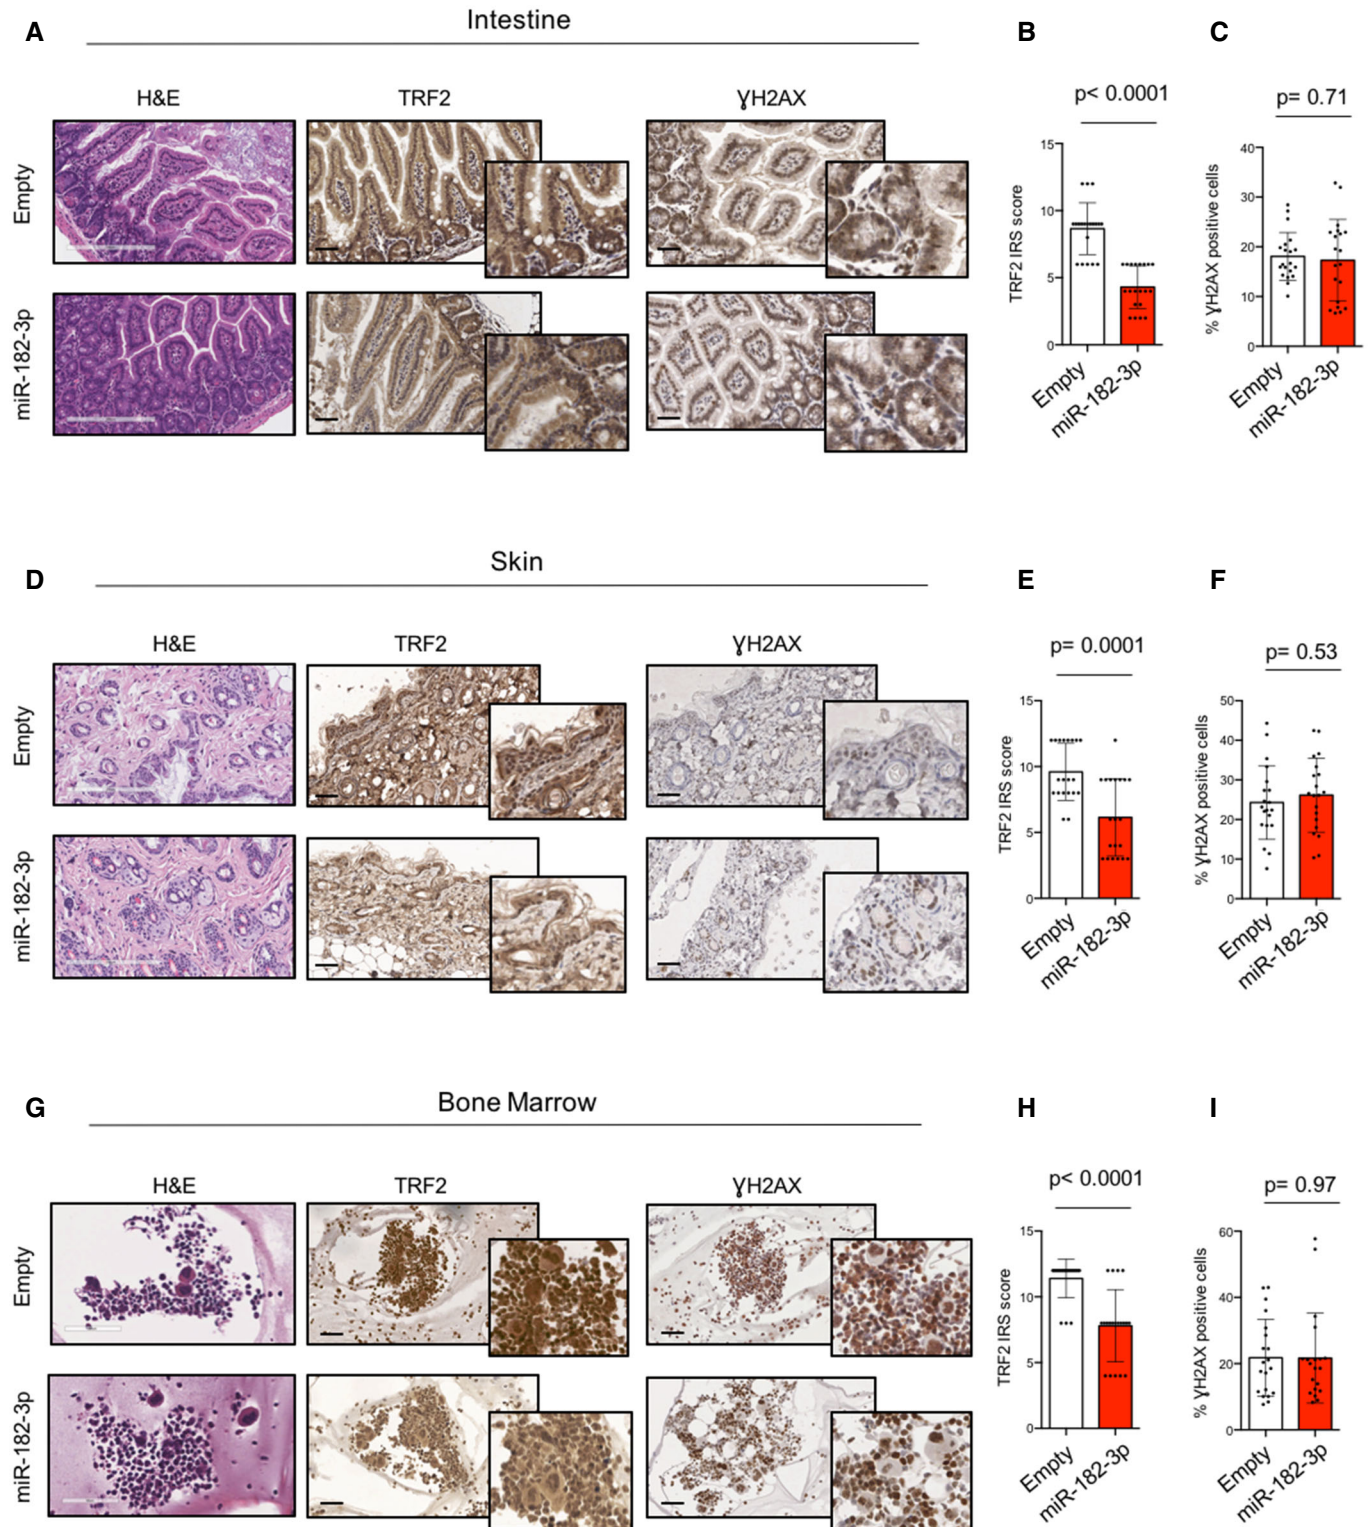 A
Intestine
B
C
H&E
TRF2
ƔH2AX
p< 0.0001
p= 0.71
Empty
miR-182-3p
TRF2 IRS score
15
10
5
0
Empty
miR-182-3p
% ƔH2AX positive cells
40
30
20
10
0
Empty
miR-182-3p
D
Skin
E
F
H&E
TRF2
ƔH2AX
p= 0.0001
p= 0.53
Empty
miR-182-3p
TRF2 IRS score
15
10
5
0
Empty
miR-182-3p
% ƔH2AX positive cells
50
40
30
20
10
0
Empty
miR-182-3p
G
Bone Marrow
H
I
H&E
TRF2
ƔH2AX
p< 0.0001
p= 0.97
Empty
miR-182-3p
TRF2 IRS score
15
10
5
0
Empty
miR-182-3p
% ƔH2AX positive cells
60
40
20
0
Empty
miR-182-3p